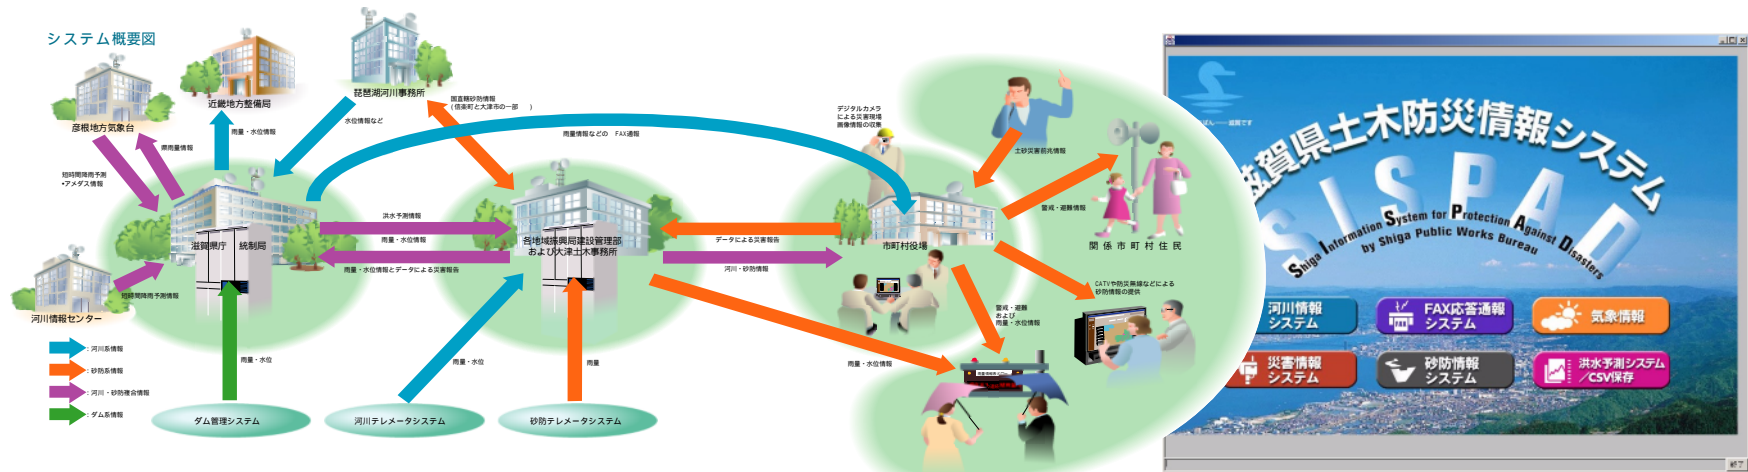 システム概要図
彦根地方気象台
近畿地方整備局
琵琶湖河川事務所
雨量・水位情報
県雨量情報
短時間降雨予測
•アメダス情報
水位情報など
国直轄砂防情報
(信楽町と大津市の一部　)
雨量情報などの　FAX通報
デジタルカメラ
による災害現場
画像情報の収集
土砂災害前兆情報
警戒・避難情報
関係市町村住民
滋賀県庁　統制局
洪水予測情報
雨量・水位情報
雨量・水位情報とデータによる災害報告
各地域振興局建設管理部
および大津土木事務所
データによる災害報告
河川・砂防情報
市町村役場
河川情報センター
短時間降雨予測情報
CATVや防災無線などによる
砂防情報の提供
警戒・避難
および
雨量・水位情報
雨量・水位情報
:河川系情報
:砂防系情報
:河川・砂防複合情報
:ダム系情報
雨量・水位
雨量・水位
雨量
ダム管理システム
河川テレメータシステム
砂防テレメータシステム
滋賀県土木防災情報システム
SISPAD
Shiga Information System for Protection Against Disasters
by Shiga Public Works Bureau
河川情報
システム
FAX応答通報
システム
気象情報
災害情報
システム
砂防情報
システム
洪水予測システム
/CSV保存
終了